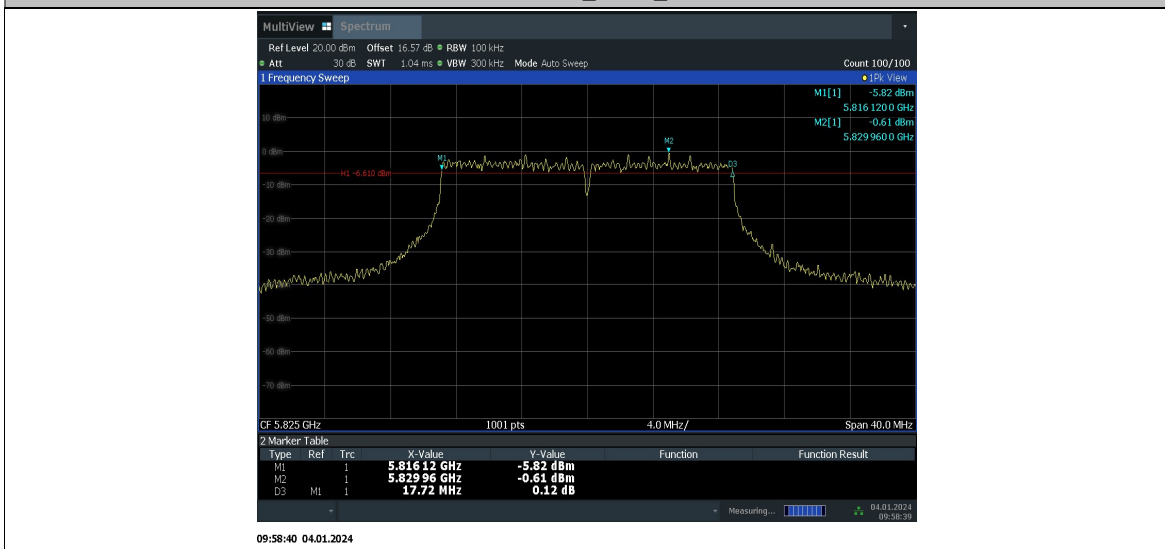 MultiView Spectrum
Ref Level 20.00 dBm Offset 16.57 dB RBW 100 kHz
Att 30 dB SWT 1.04 ms VBW 300 kHz Mode Auto Sweep Count 100/100
1 Frequency Sweep 1Pk View
M1[1] -5.82 dBm
5.816 120 0 GHz
10 dBm
M2[1] -0.61 dBm
5.829 960 0 GHz
M2
0 dBm
M1
D3
H1 -6.610 dBm
-10 dBm
-20 dBm
-30 dBm
-50 dBm
-60 dBm
-70 dBm
CF 5.825 GHz 1001 pts 4.0 MHz/ Span 40.0 MHz
2 Marker Table
Type Ref Trc X-Value Y-Value Function Function Result
M1 1 5.816 12 GHz -5.82 dBm
M2 1 5.829 96 GHz -0.61 dBm
D3 M1 1 17.72 MHz 0.12 dB
Measuring... 04.01.2024
09:58:39
09:58:40 04.01.2024